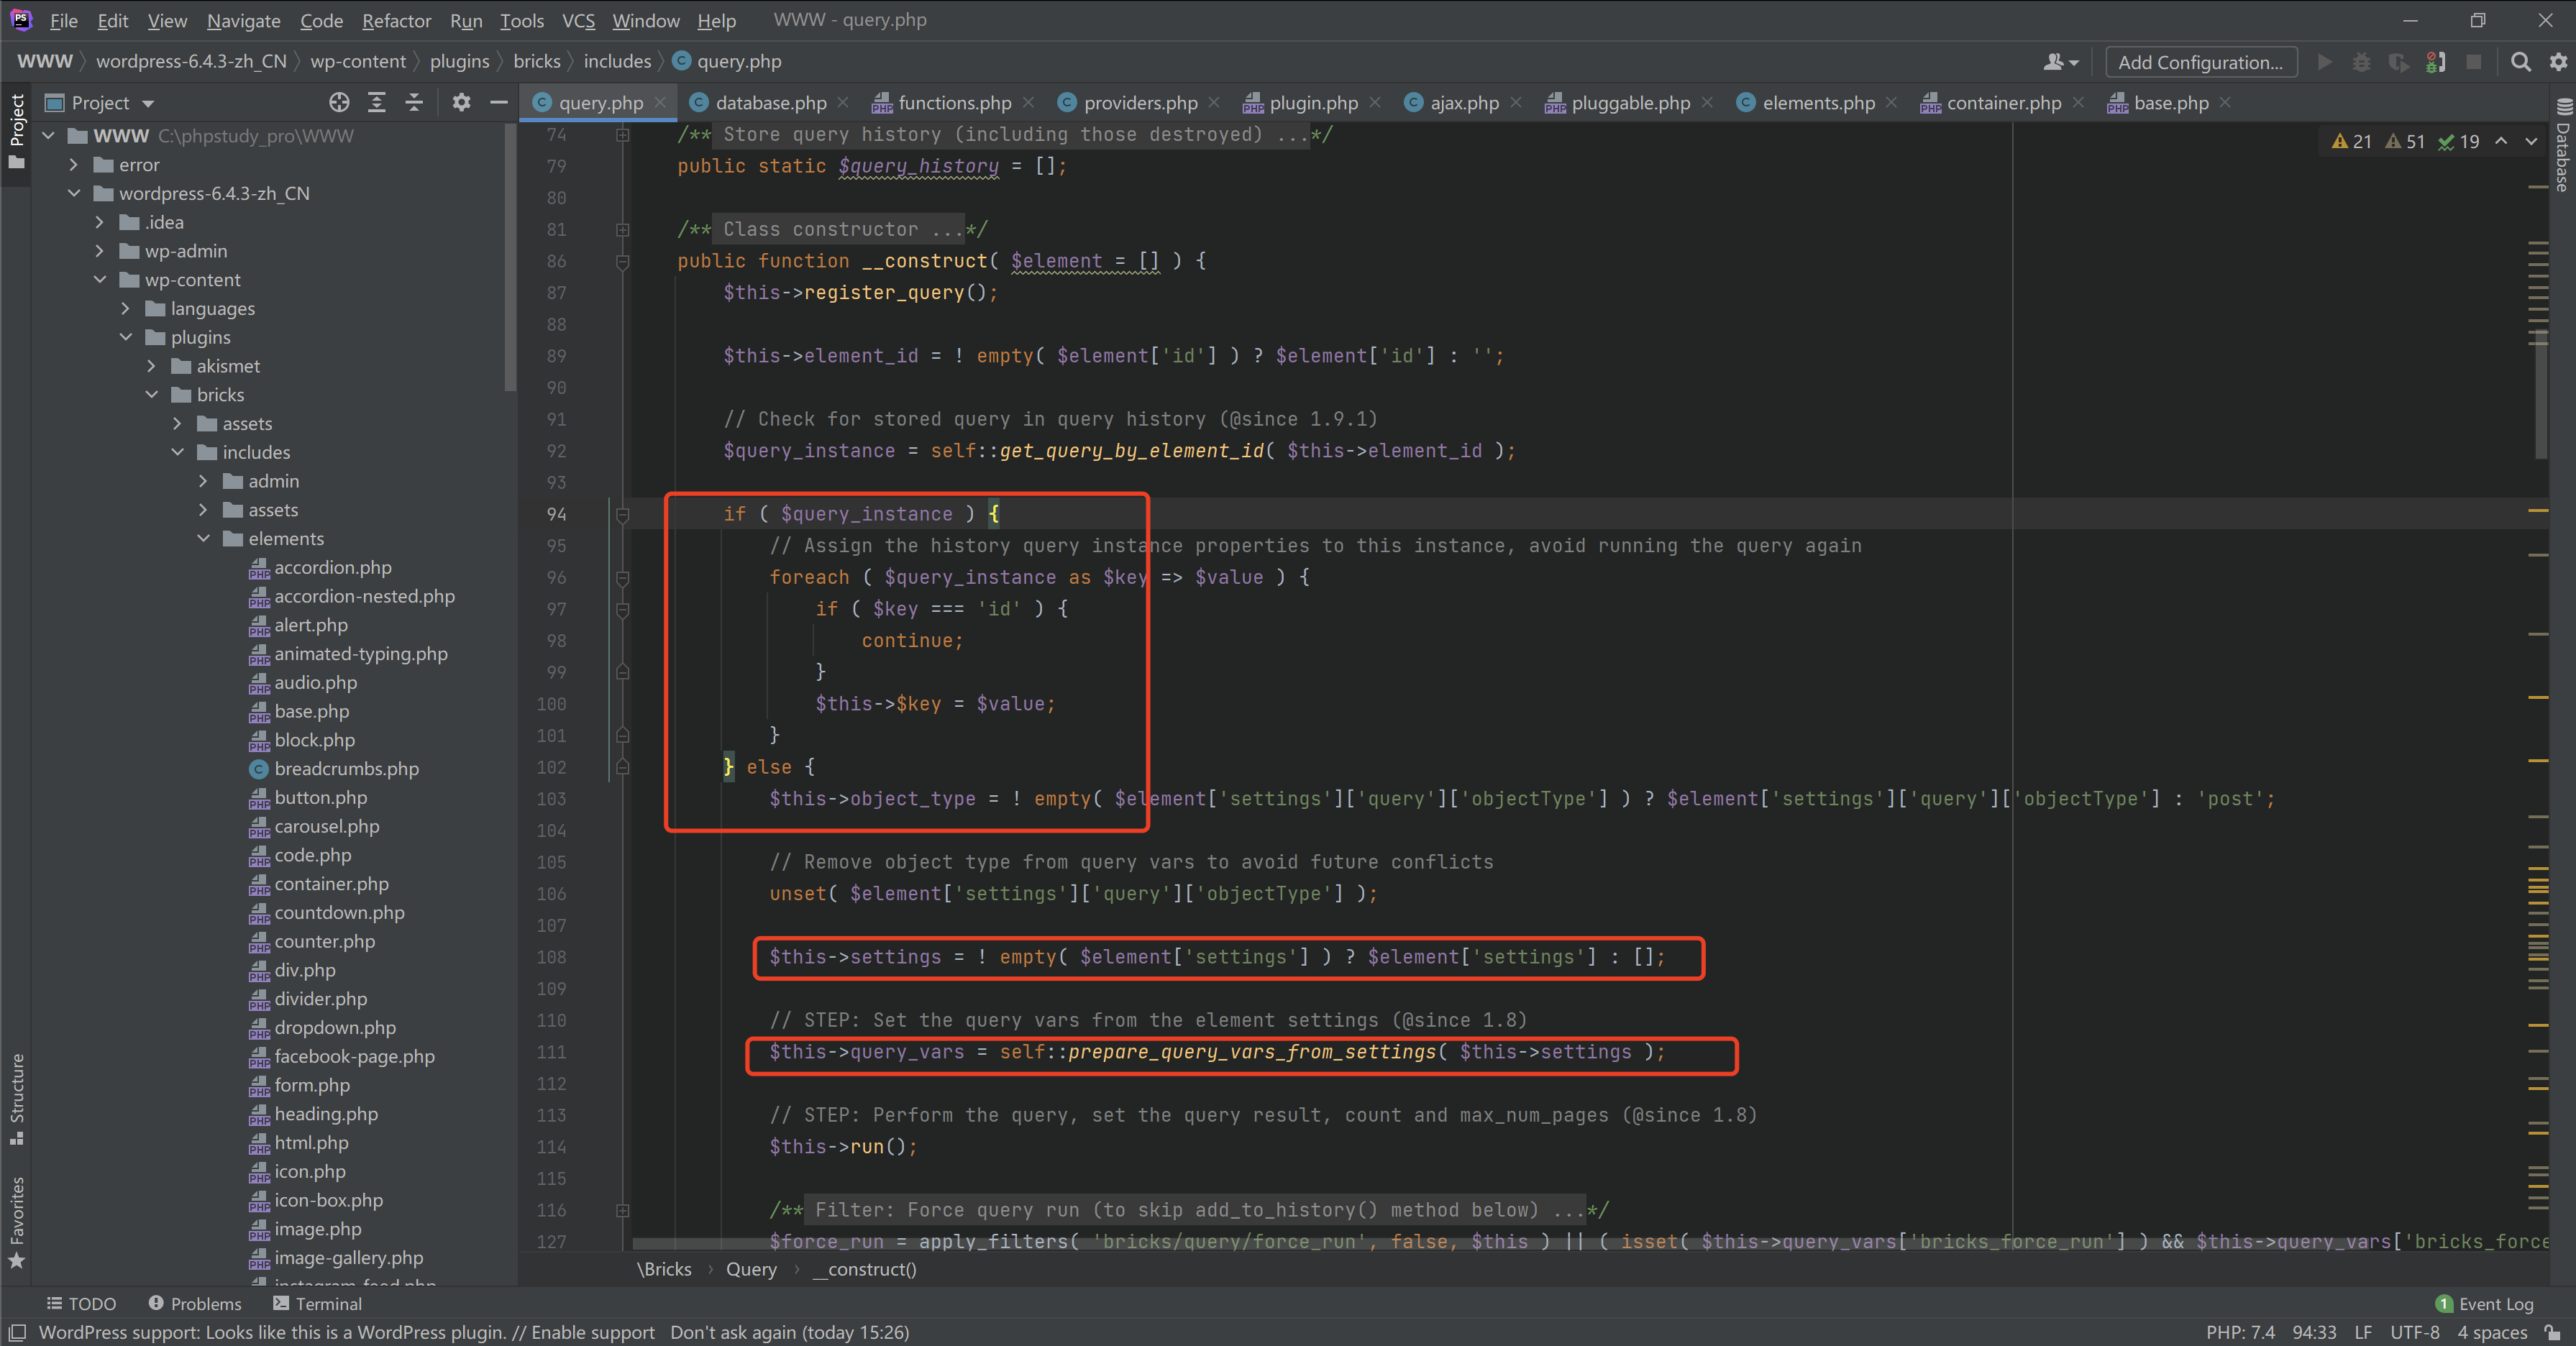 File Edit View Navigate Code Refactor Run Tools VCS Window Help WWW - query.php
WWW wordpress-6.4.3-zh_CN wp-content plugins bricks includes query.php
Add Configuration...
Project
query.php database.php functions.php providers.php plugin.php ajax.php pluggable.php elements.php container.php base.php
Project
Structure
Favorites
Database
WWW C:\phpstudy_pro\WWW
error
wordpress-6.4.3-zh_CN
.idea
wp-admin
wp-content
languages
plugins
akismet
bricks
assets
includes
admin
assets
elements
accordion.php
accordion-nested.php
alert.php
animated-typing.php
audio.php
base.php
block.php
breadcrumbs.php
button.php
carousel.php
code.php
container.php
countdown.php
counter.php
div.php
divider.php
dropdown.php
facebook-page.php
form.php
heading.php
html.php
icon.php
icon-box.php
image.php
image-gallery.php
instagram-feed.php
21 51 19
74 /** Store query history (including those destroyed) ...*/
79 public static $query_history = [];
80
81 /** Class constructor ...*/
86 public function __construct( $element = [] ) {
87 $this->register_query();
88
89 $this->element_id = ! empty( $element['id'] ) ? $element['id'] : '';
90
91 // Check for stored query in query history (@since 1.9.1)
92 $query_instance = self::get_query_by_element_id( $this->element_id );
93
94 if ( $query_instance ) {
95 // Assign the history query instance properties to this instance, avoid running the query again
96 foreach ( $query_instance as $key => $value ) {
97 if ( $key === 'id' ) {
98 continue;
99 }
100 $this->$key = $value;
101 }
102 } else {
103 $this->object_type = ! empty( $element['settings']['query']['objectType'] ) ? $element['settings']['query']['objectType'] : 'post';
104
105 // Remove object type from query vars to avoid future conflicts
106 unset( $element['settings']['query']['objectType'] );
107
108 $this->settings = ! empty( $element['settings'] ) ? $element['settings'] : [];
109
110 // STEP: Set the query vars from the element settings (@since 1.8)
111 $this->query_vars = self::prepare_query_vars_from_settings( $this->settings );
112
113 // STEP: Perform the query, set the query result, count and max_num_pages (@since 1.8)
114 $this->run();
115
116 /** Filter: Force query run (to skip add_to_history() method below) ...*/
127 $force_run = apply_filters( 'bricks/query/force_run', false, $this ) || ( isset( $this->query_vars['bricks_force_run'] ) && $this->query_vars['bricks_force
\Bricks Query __construct()
TODO Problems Terminal
1 Event Log
WordPress support: Looks like this is a WordPress plugin. // Enable support Don't ask again (today 15:26)
PHP: 7.4 94:33 LF UTF-8 4 spaces